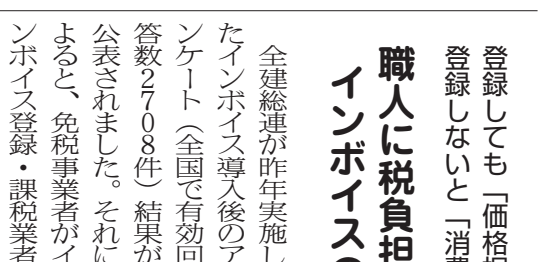 登録しても「価格
登録しないと「消費
職人に税負担
インボイスの
全建総連が昨年実施し
たインボイス導入後のア
ンケート（全国で有効回
答数2708件）結果が
公表されました。それに
よると、免税事業者がイ
ンボイス登録・課税業者